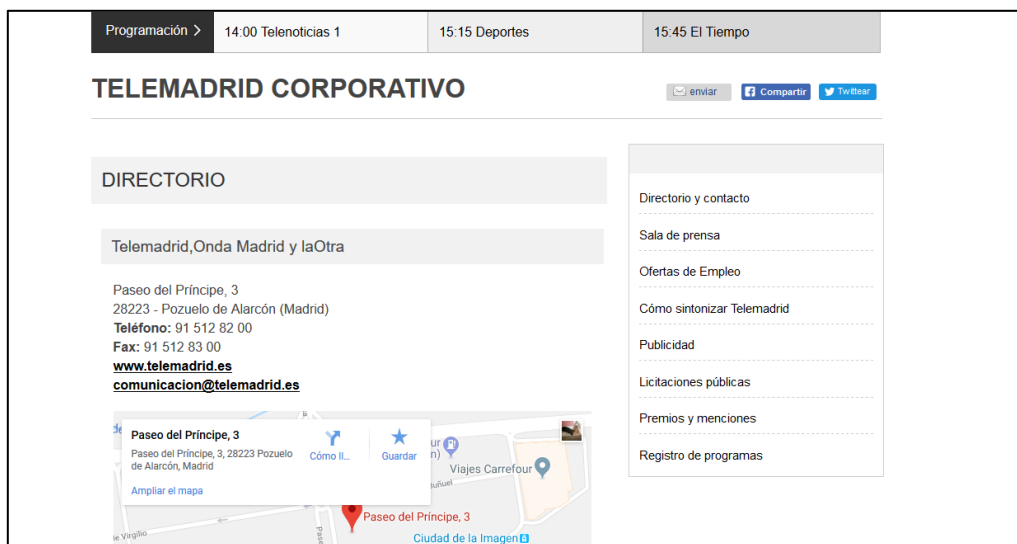 Programación
14:00 Telenoticias 1
15:15 Deportes
15:45 El Tiempo
TELEMADRID CORPORATIVO
enviar
Compartir
Twittear
DIRECTORIO
Telemadrid,Onda Madrid y laOtra
Paseo del Príncipe, 3
28223 - Pozuelo de Alarcón (Madrid)
Teléfono: 91 512 82 00
Fax: 91 512 83 00
www.telemadrid.es
comunicacion@telemadrid.es
Paseo del Príncipe, 3
Paseo del Príncipe, 3, 28223 Pozuelo
de Alarcón, Madrid
Ampliar el mapa
Cómo ll...
Guardar
Viajes Carrefour
Paseo del Príncipe, 3
Ciudad de la Imagen
de Virgilio
Directorio y contacto
Sala de prensa
Ofertas de Empleo
Cómo sintonizar Telemadrid
Publicidad
Licitaciones públicas
Premios y menciones
Registro de programas